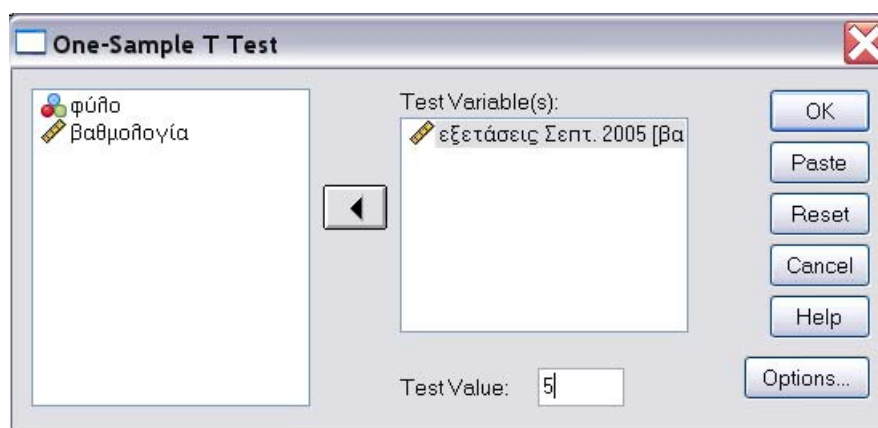 One-Sample T Test
φύλο
βαθμολογία
Test Variable(s):
εξετάσεις Σεπτ. 2005 [βα
Test Value: 5
OK
Paste
Reset
Cancel
Help
Options...